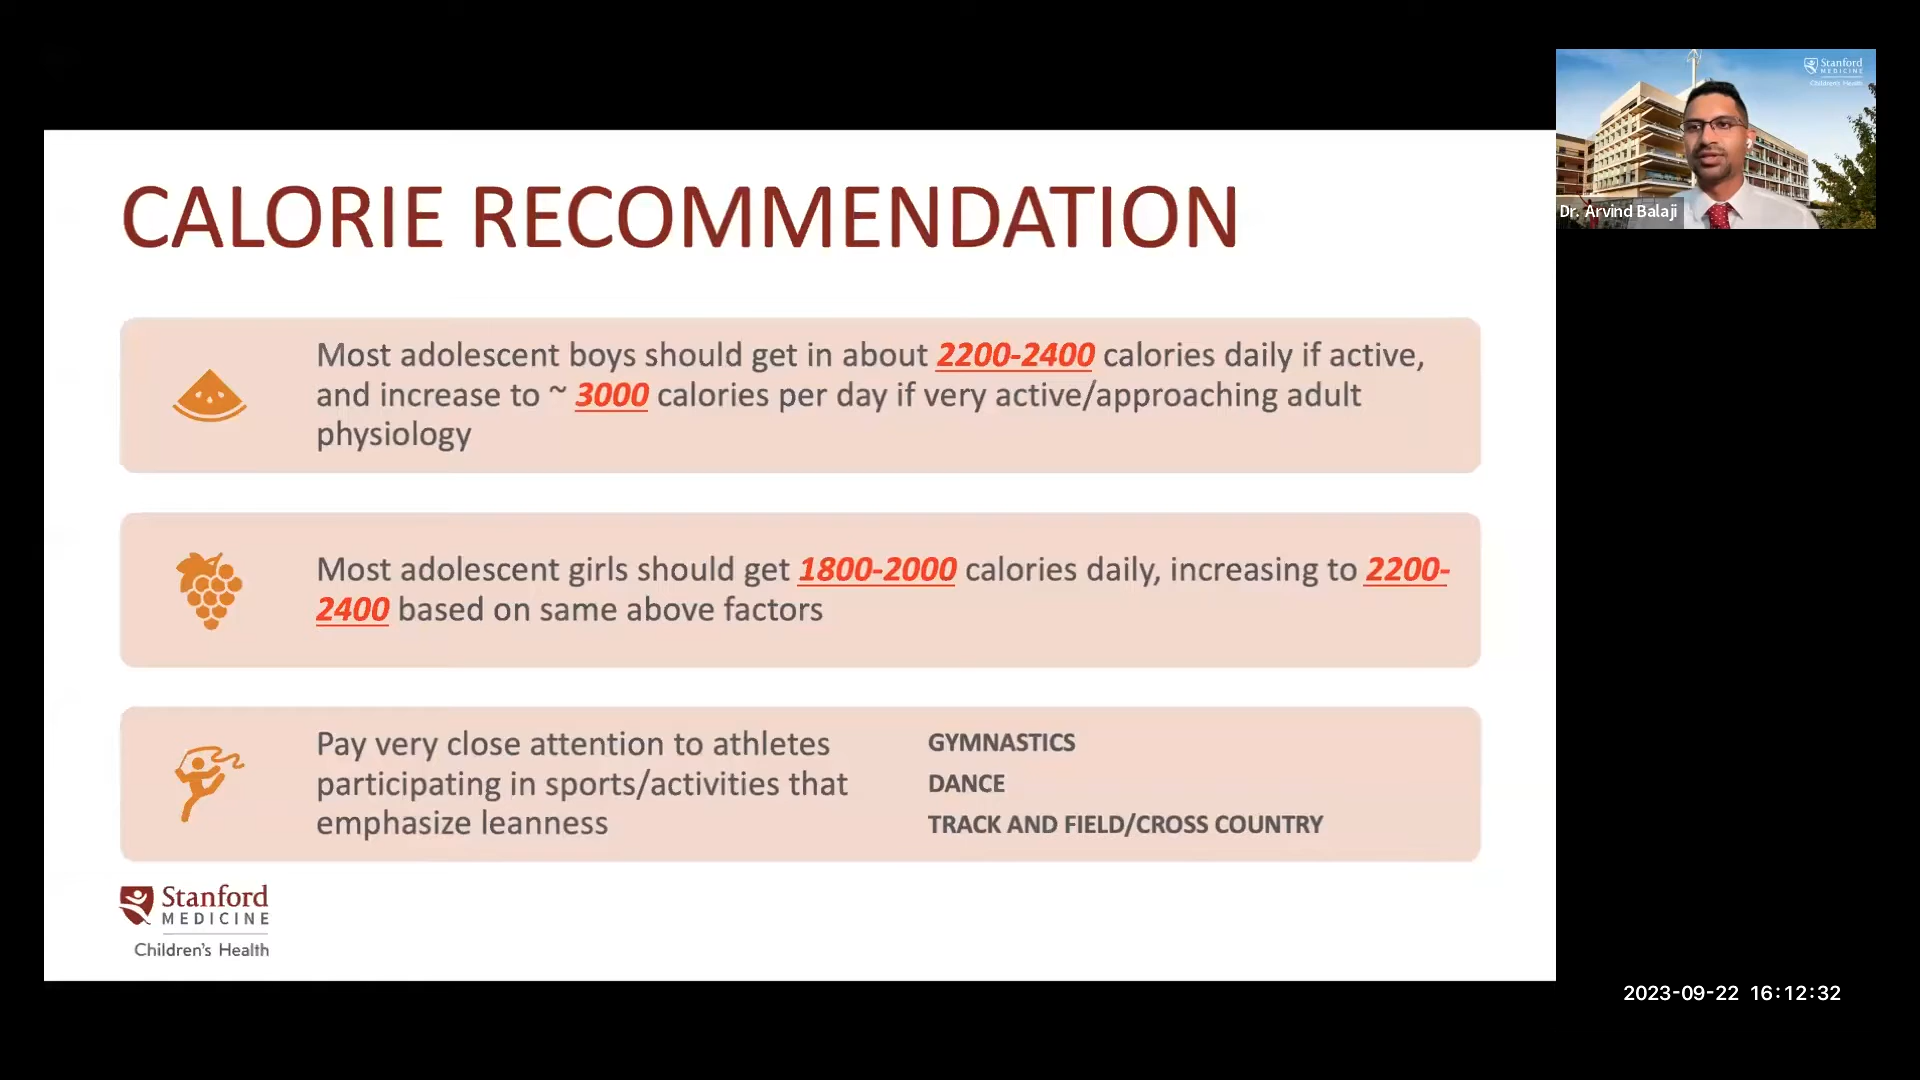 Stanford
MEDICINE
Children's Health
Dr. Arvind Balaji
CALORIE RECOMMENDATION
Most adolescent boys should get in about 2200-2400 calories daily if active,
and increase to ~ 3000 calories per day if very active/approaching adult
physiology
Most adolescent girls should get 1800-2000 calories daily, increasing to 2200-
2400 based on same above factors
Pay very close attention to athletes
participating in sports/activities that
emphasize leanness
GYMNASTICS
DANCE
TRACK AND FIELD/CROSS COUNTRY
Stanford
MEDICINE
Children's Health
2023-09-22 16:12:32